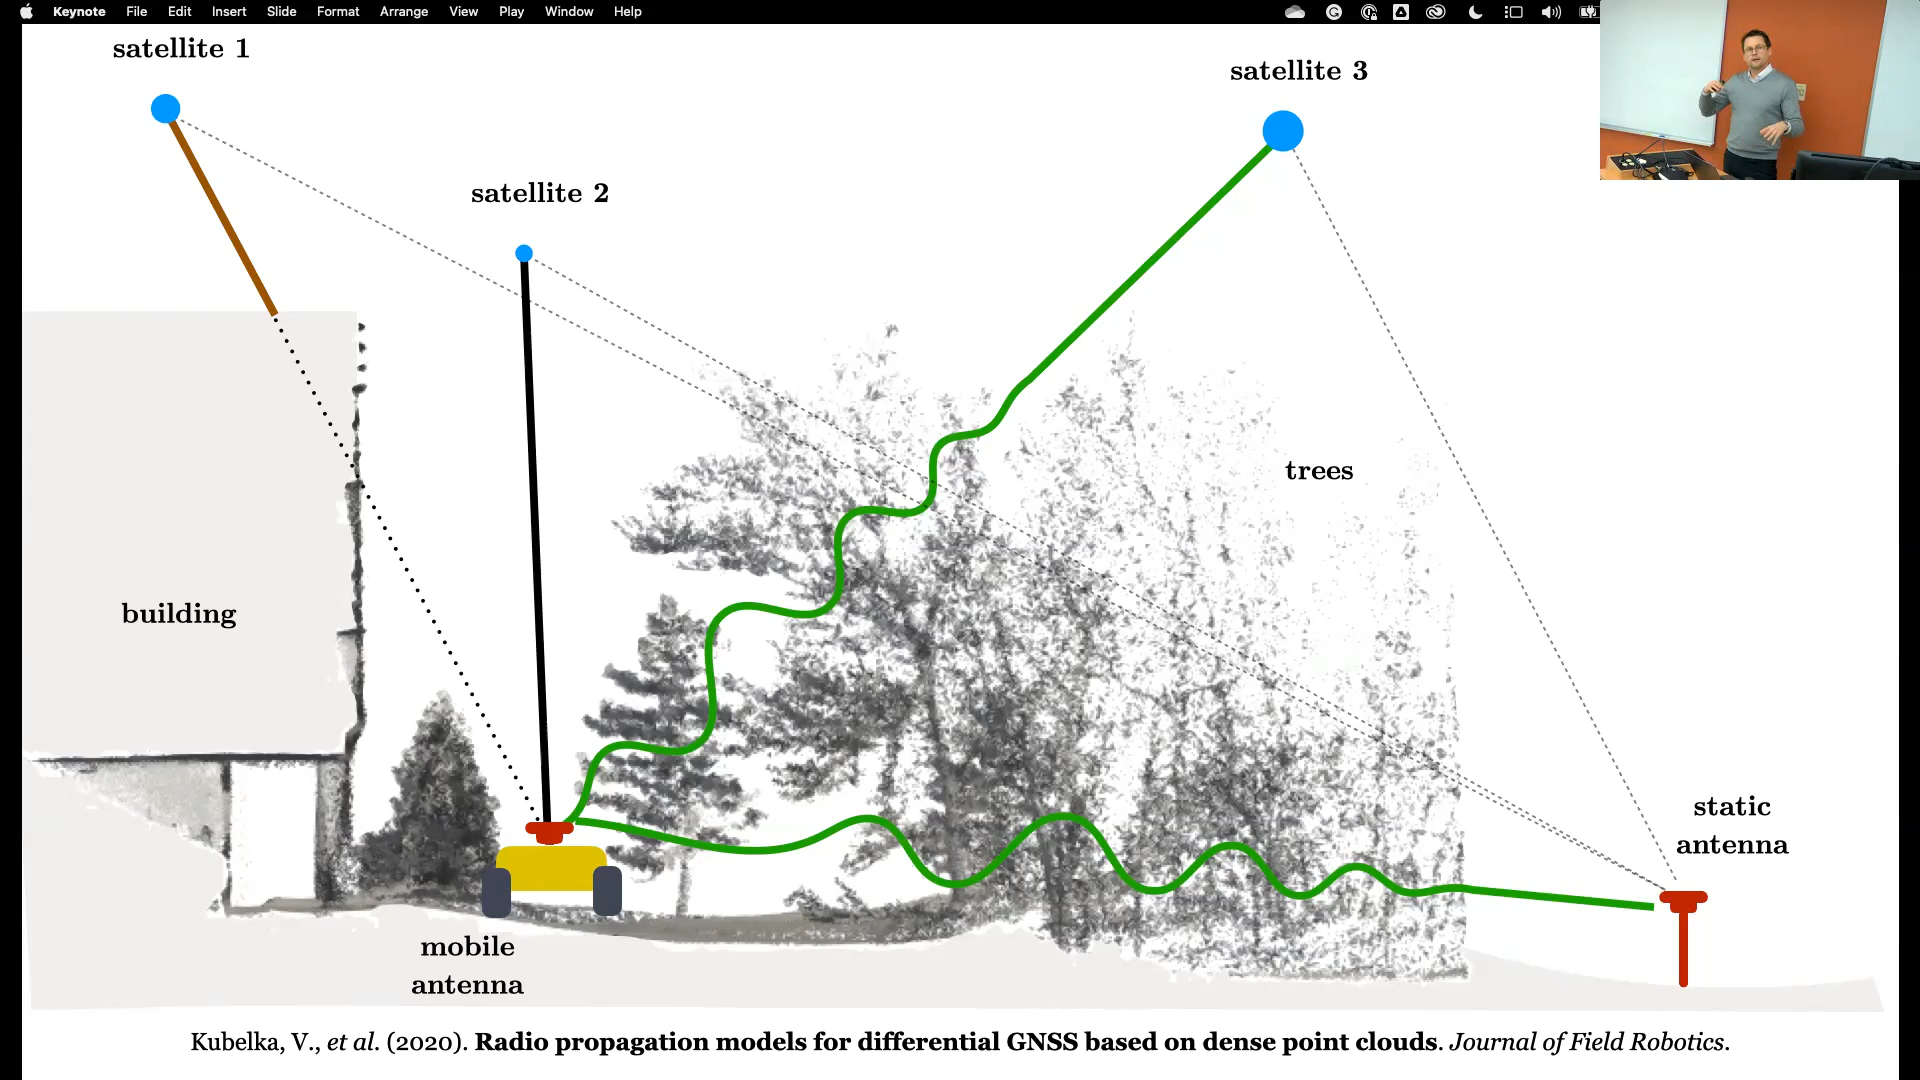 Keynote File Edit Insert Slide Format Arrange View Play Window Help
satellite 1
satellite 3
satellite 2
trees
building
static
antenna
mobile
antenna
Kubelka, V., et al. (2020). Radio propagation models for differential GNSS based on dense point clouds. Journal of Field Robotics.